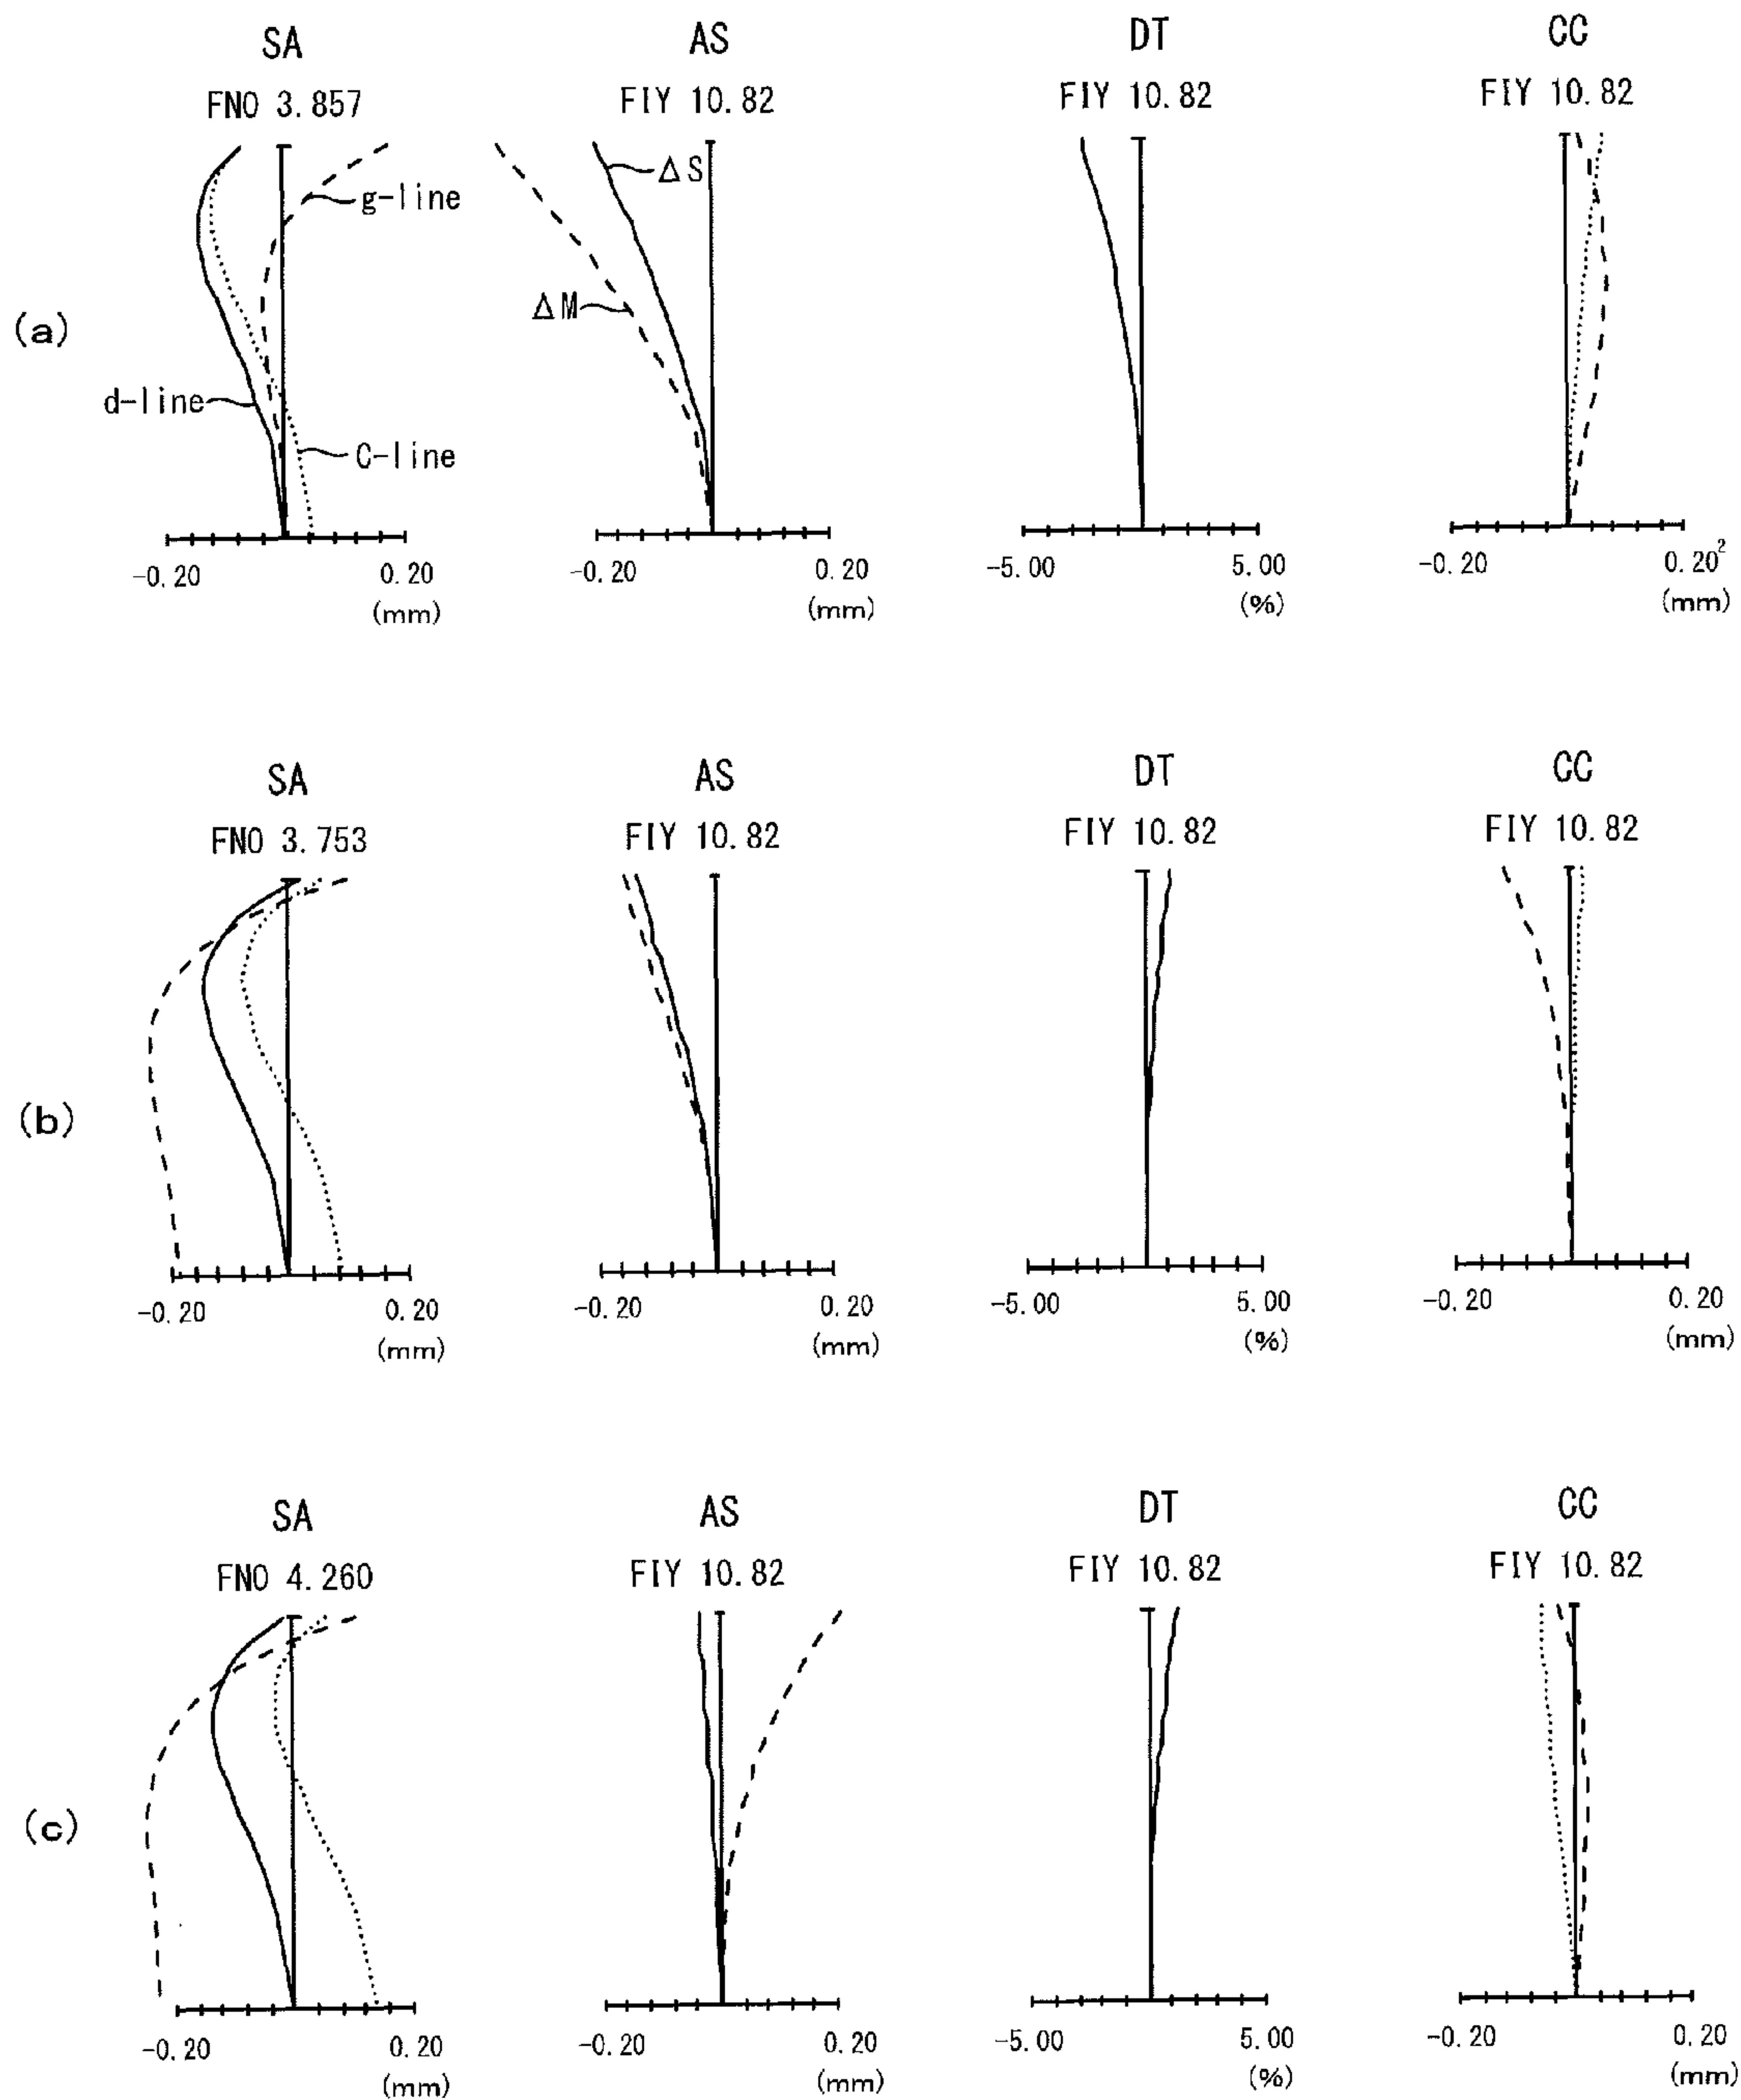 SA AS DT CC
FNO 3.857 FIY 10.82 FIY 10.82 FIY 10.82
ΔS
g-line
ΔM
(a)
d-line
C-line
-0.20 0.20 -0.20 0.20 -5.00 5.00 -0.20 0.20²
(mm) (mm) (%) (mm)
SA AS DT CC
FNO 3.753 FIY 10.82 FIY 10.82 FIY 10.82
(b)
-0.20 0.20 -0.20 0.20 -5.00 5.00 -0.20 0.20
(mm) (mm) (%) (mm)
SA AS DT CC
FNO 4.260 FIY 10.82 FIY 10.82 FIY 10.82
(c)
-0.20 0.20 -0.20 0.20 -5.00 5.00 -0.20 0.20
(mm) (mm) (%) (mm)